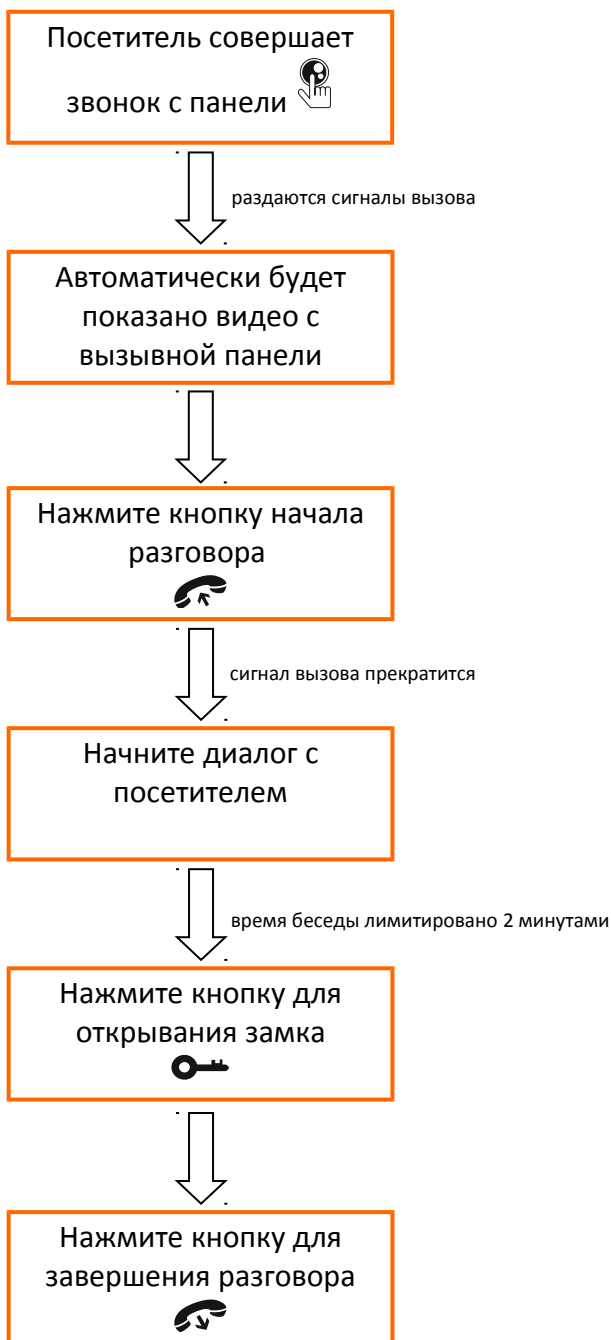 Посетитель совершает
звонок с панели
раздаются сигналы вызова
Автоматически будет
показано видео с
вызывной панели
Нажмите кнопку начала
разговора
сигнал вызова прекратится
Начните диалог с
посетителем
время беседы лимитировано 2 минутами
Нажмите кнопку для
открывания замка
Нажмите кнопку для
завершения разговора